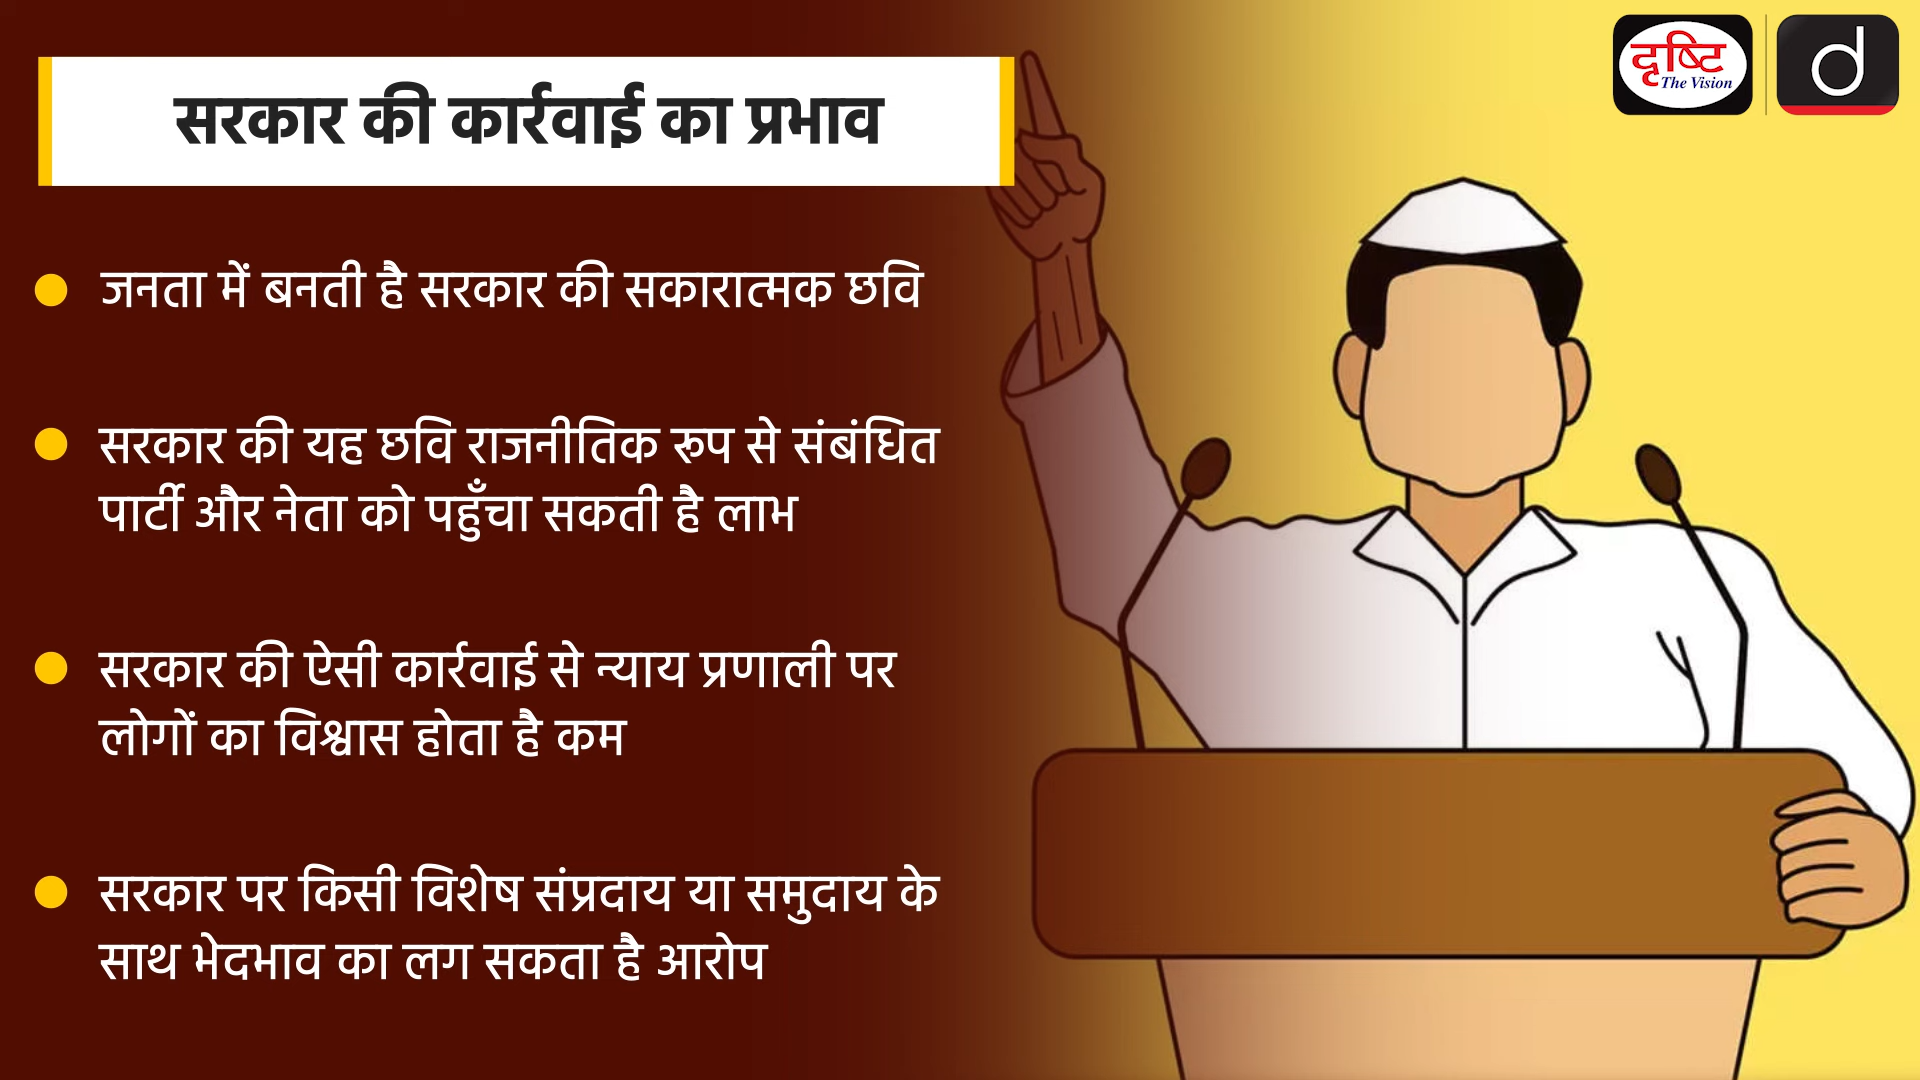 दृष्टि
The Vision
d
सरकार की कार्रवाई का प्रभाव
जनता में बनती है सरकार की सकारात्मक छवि
सरकार की यह छवि राजनीतिक रूप से संबंधित
पार्टी और नेता को पहुँचा सकती है लाभ
सरकार की ऐसी कार्रवाई से न्याय प्रणाली पर
लोगों का विश्वास होता है कम
सरकार पर किसी विशेष संप्रदाय या समुदाय के
साथ भेदभाव का लग सकता है आरोप